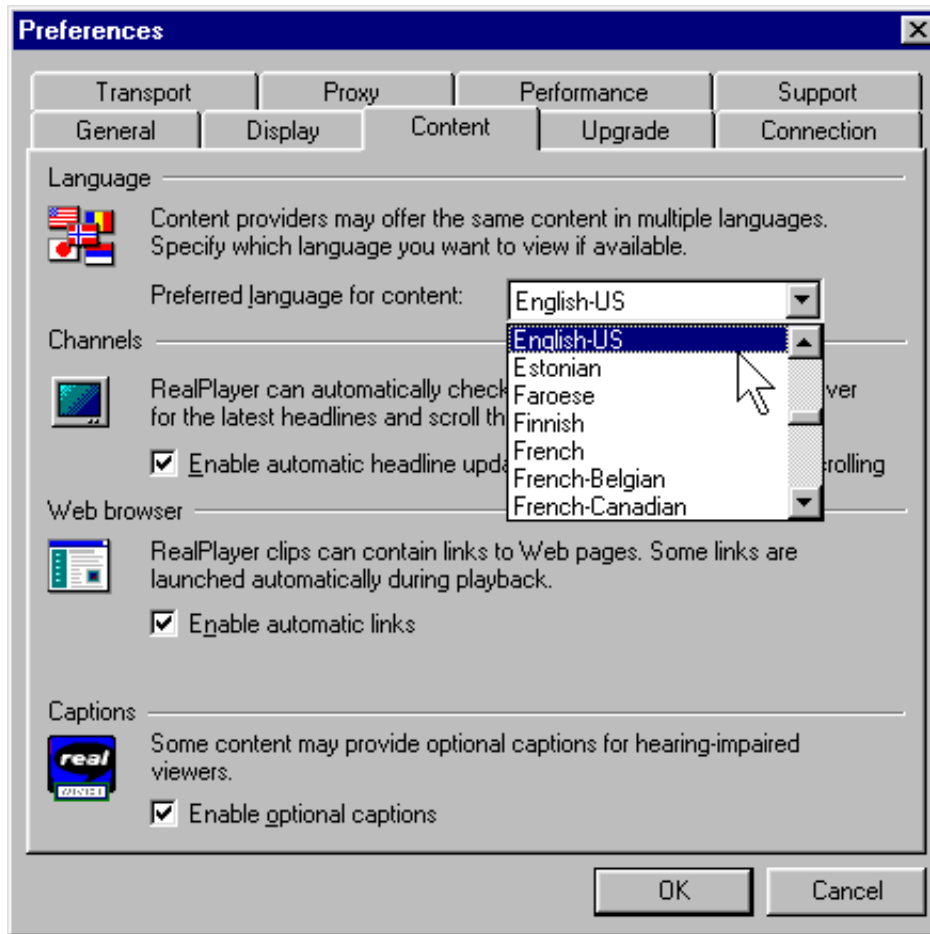 Preferences
Transport Proxy Performance Support
General Display Content Upgrade Connection
Language
Content providers may offer the same content in multiple languages.
Specify which language you want to view if available.
Preferred language for content: English-US
English-US
Estonian
Faroese
Finnish
French
French-Belgian
French-Canadian
Channels
RealPlayer can automatically check ver
for the latest headlines and scroll th
Enable automatic headline upda rolling
Web browser
RealPlayer clips can contain links to Web pages. Some links are
launched automatically during playback.
Enable automatic links
Captions
real
Some content may provide optional captions for hearing-impaired
viewers.
Enable optional captions
OK Cancel